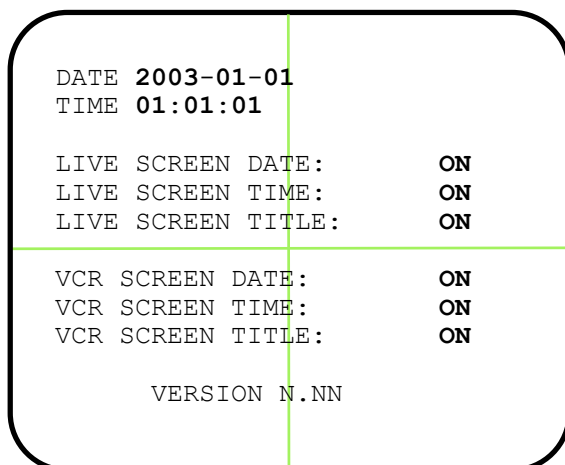 DATE 2003-01-01
TIME 01:01:01
LIVE SCREEN DATE: ON
LIVE SCREEN TIME: ON
LIVE SCREEN TITLE: ON
VCR SCREEN DATE: ON
VCR SCREEN TIME: ON
VCR SCREEN TITLE: ON
VERSION N.NN